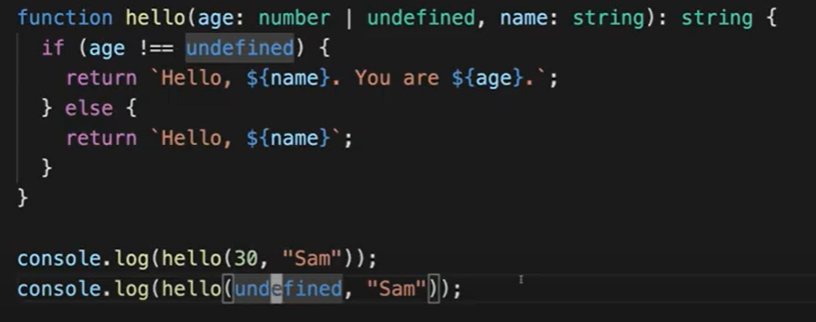 function hello(age: number | undefined, name: string): string {
  if (age !== undefined) {
    return `Hello, ${name}. You are ${age}.`;
  } else {
    return `Hello, ${name}`;
  }
}

console.log(hello(30, "Sam"));
console.log(hello(undefined, "Sam"));